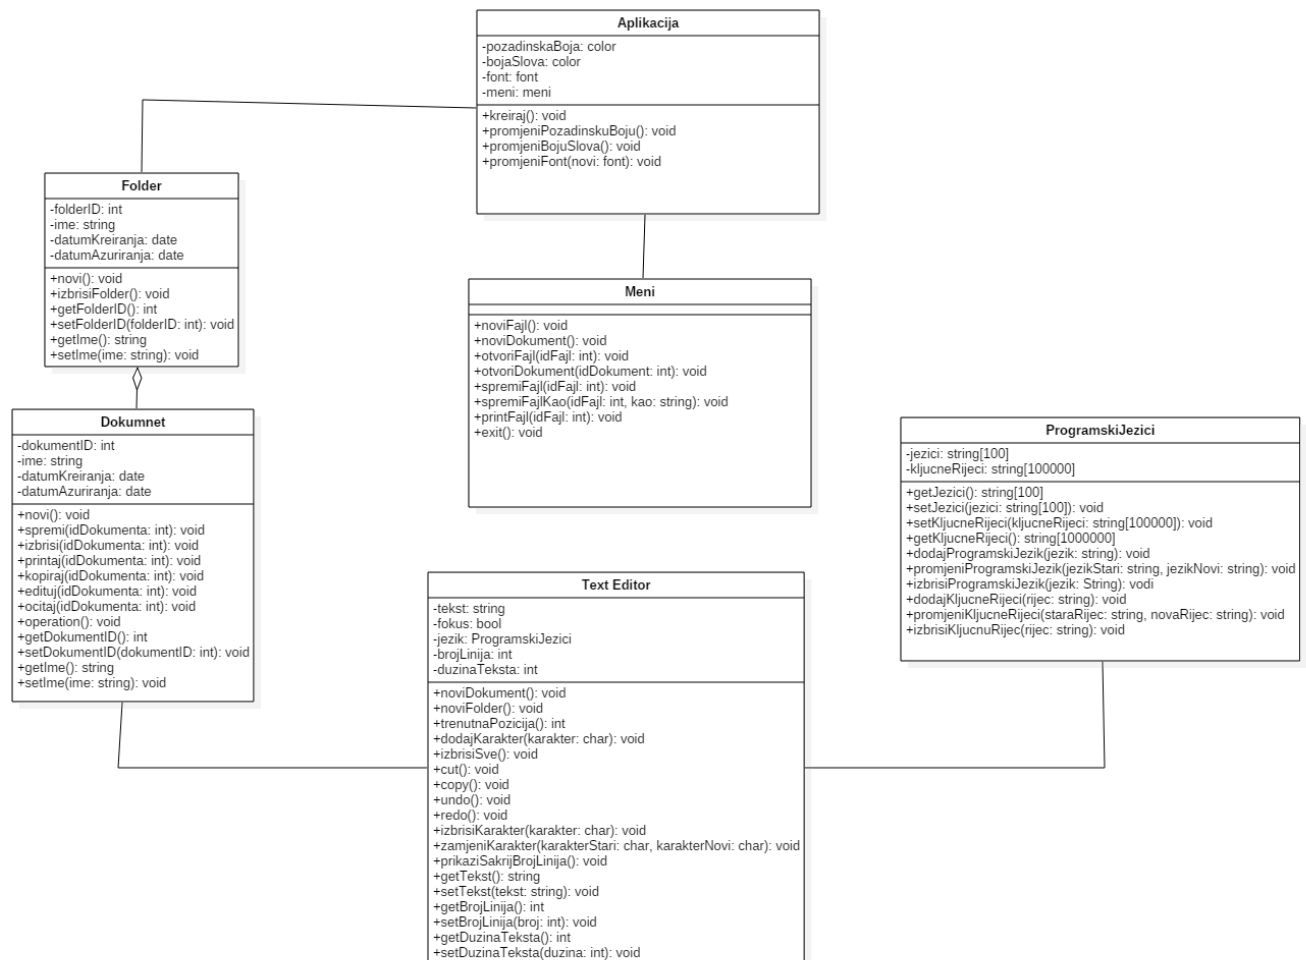 Aplikacija
-pozadinskaBoja: color
-bojaSlova: color
-font: font
-meni: meni
+kreiraj(): void
+promjeniPozadinskuBoju(): void
+promjeniBojuSlova(): void
+promjeniFont(novi: font): void
Folder
-folderID: int
-ime: string
-datumKreiranja: date
-datumAzuriranja: date
+novi(): void
+izbrisiFolder(): void
+getFolderID(): int
+setFolderID(folderID: int): void
+getIme(): string
+setIme(ime: string): void
Meni
+noviFajl(): void
+noviDokument(): void
+otvoriFajl(idFajl: int): void
+otvoriDokument(idDokument: int): void
+spremiFajl(idFajl: int): void
+spremiFajlKao(idFajl: int, kao: string): void
+printFajl(idFajl: int): void
+exit(): void
Dokumnet
-dokumentID: int
-ime: string
-datumKreiranja: date
-datumAzuriranja: date
+novi(): void
+spremi(idDokumenta: int): void
+izbrisi(idDokumenta: int): void
+printaj(idDokumenta: int): void
+kopiraj(idDokumenta: int): void
+edituj(idDokumenta: int): void
+ocitaj(idDokumenta: int): void
+operation(): void
+getDokumentID(): int
+setDokumentID(dokumentID: int): void
+getIme(): string
+setIme(ime: string): void
ProgramskiJezici
-jezici: string[100]
-kljucneRijeci: string[100000]
+getJezici(): string[100]
+setJezici(jezici: string[100]): void
+setKljucneRijeci(kljucneRijeci: string[100000]): void
+getKljucneRijeci(): string[1000000]
+dodajProgramskiJezik(jezik: string): void
+promjeniProgramskiJezik(jezikStari: string, jezikNovi: string): void
+izbrisiProgramskiJezik(jezik: String): vodi
+dodajKljucneRijeci(rijec: string): void
+promjeniKljucneRijeci(staraRijec: string, novaRijec: string): void
+izbrisiKljucnuRijec(rijec: string): void
Text Editor
-tekst: string
-fokus: bool
-jezik: ProgramskiJezici
-brojLinija: int
-duzinaTeksta: int
+noviDokument(): void
+noviFolder(): void
+trenutnaPozicija(): int
+dodajKarakter(karakter: char): void
+izbrisiSve(): void
+cut(): void
+copy(): void
+undo(): void
+redo(): void
+izbrisiKarakter(karakter: char): void
+zamjeniKarakter(karakterStari: char, karakterNovi: char): void
+prikaziSakrijBrojLinija(): void
+getTekst(): string
+setTekst(tekst: string): void
+getBrojLinija(): int
+setBrojLinija(broj: int): void
+getDuzinaTeksta(): int
+setDuzinaTeksta(duzina: int): void